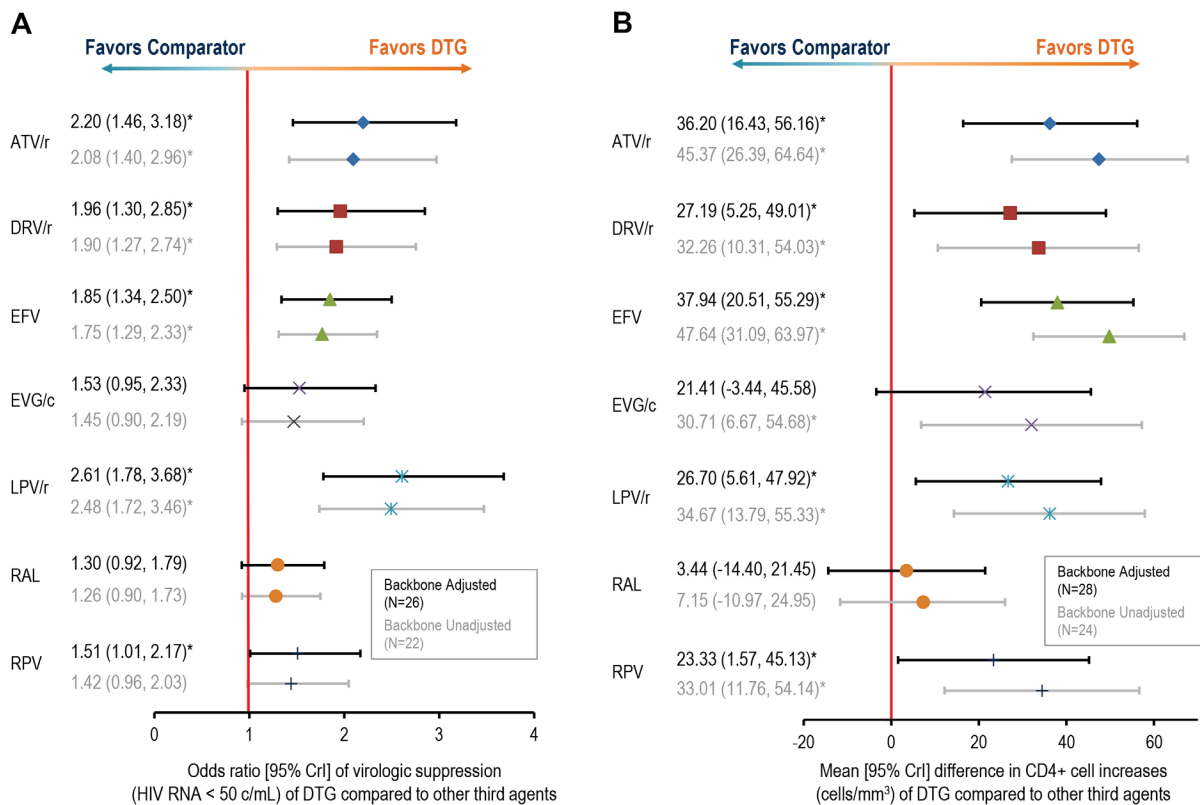 A
Favors Comparator
Favors DTG
ATV/r
2.20 (1.46, 3.18)*
2.08 (1.40, 2.96)*
DRV/r
1.96 (1.30, 2.85)*
1.90 (1.27, 2.74)*
EFV
1.85 (1.34, 2.50)*
1.75 (1.29, 2.33)*
EVG/c
1.53 (0.95, 2.33)
1.45 (0.90, 2.19)
LPV/r
2.61 (1.78, 3.68)*
2.48 (1.72, 3.46)*
RAL
1.30 (0.92, 1.79)
1.26 (0.90, 1.73)
RPV
1.51 (1.01, 2.17)*
1.42 (0.96, 2.03)
Backbone Adjusted
(N=26)
Backbone Unadjusted
(N=22)
0 1 2 3 4
Odds ratio [95% CrI] of virologic suppression
(HIV RNA < 50 c/mL) of DTG compared to other third agents
B
Favors Comparator
Favors DTG
ATV/r
36.20 (16.43, 56.16)*
45.37 (26.39, 64.64)*
DRV/r
27.19 (5.25, 49.01)*
32.26 (10.31, 54.03)*
EFV
37.94 (20.51, 55.29)*
47.64 (31.09, 63.97)*
EVG/c
21.41 (-3.44, 45.58)
30.71 (6.67, 54.68)*
LPV/r
26.70 (5.61, 47.92)*
34.67 (13.79, 55.33)*
RAL
3.44 (-14.40, 21.45)
7.15 (-10.97, 24.95)
RPV
23.33 (1.57, 45.13)*
33.01 (11.76, 54.14)*
Backbone Adjusted
(N=28)
Backbone Unadjusted
(N=24)
-20 0 20 40 60
Mean [95% CrI] difference in CD4+ cell increases
(cells/mm³) of DTG compared to other third agents